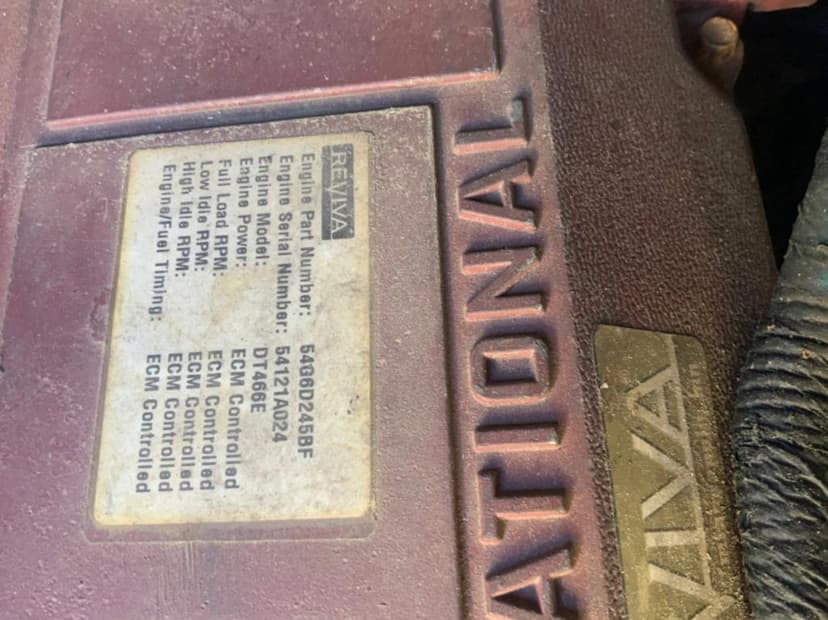 REVIVA
Engine Part Number: 54G6D245BF
Engine Serial Number: 54121A024
Engine Model: DT466E
Engine Power: ECM Controlled
Full Load RPM: ECM Controlled
Low Idle RPM: ECM Controlled
High Idle RPM: ECM Controlled
Engine/Fuel Timing: ECM Controlled
ATIONAL
VIVA